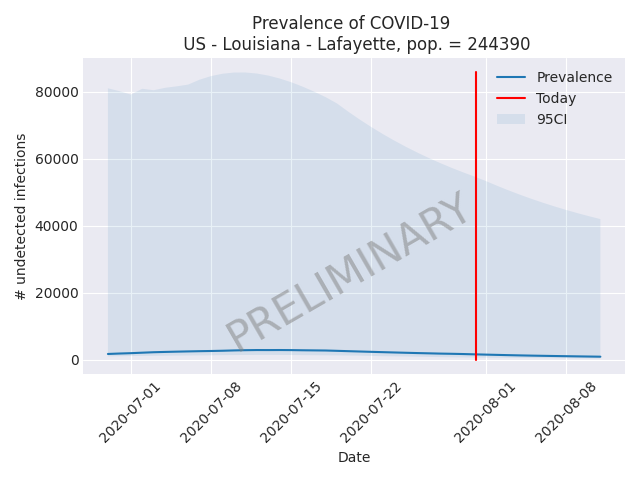 Prevalence of COVID-19
US - Louisiana - Lafayette, pop. = 244390
Prevalence
Today
95CI
80000
60000
40000
20000
0
# undetected infections
PRELIMINARY
2020-07-01
2020-07-08
2020-07-15
2020-07-22
2020-08-01
2020-08-08
Date